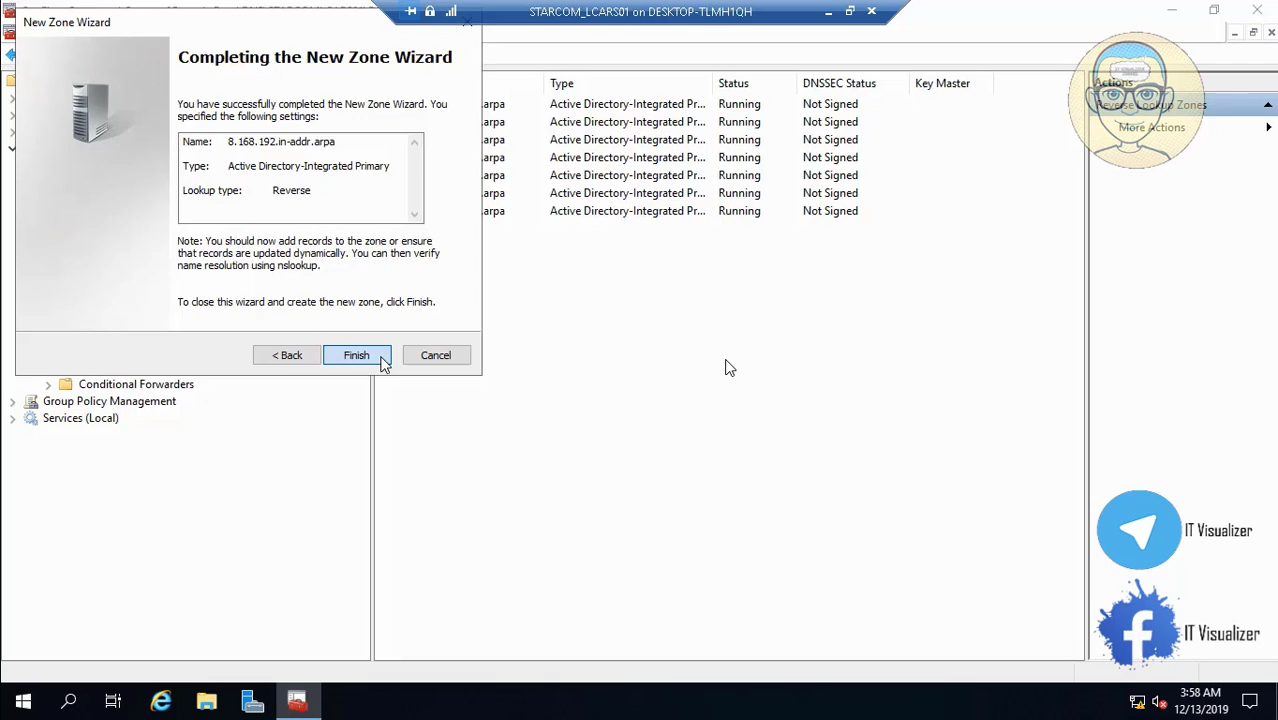 New Zone Wizard
STARCOM_LCARS01 on DESKTOP-TLMH1QH
Completing the New Zone Wizard
You have successfully completed the New Zone Wizard. You
specified the following settings:
Name: 8.168.192.in-addr.arpa
Type: Active Directory-Integrated Primary
Lookup type: Reverse
Note: You should now add records to the zone or ensure
that records are updated dynamically. You can then verify
name resolution using nslookup.
To close this wizard and create the new zone, click Finish.
< Back Finish Cancel
Conditional Forwarders
Group Policy Management
Services (Local)
Type Status DNSSEC Status Key Master
.arpa Active Directory-Integrated Pr... Running Not Signed
.arpa Active Directory-Integrated Pr... Running Not Signed
.arpa Active Directory-Integrated Pr... Running Not Signed
.arpa Active Directory-Integrated Pr... Running Not Signed
.arpa Active Directory-Integrated Pr... Running Not Signed
.arpa Active Directory-Integrated Pr... Running Not Signed
.arpa Active Directory-Integrated Pr... Running Not Signed
Actions
Reverse Lookup Zones
More Actions
IT Visualizer
IT Visualizer
3:58 AM
12/13/2019